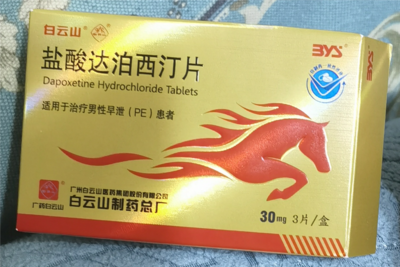 白云山® BYS
盐酸达泊西汀片
Dapoxetine Hydrochloride Tablets
适用于治疗男性早泄（PE）患者
广药白云山
广州白云山医药集团股份有限公司
白云山制药总厂
30mg 3片/盒
BYS